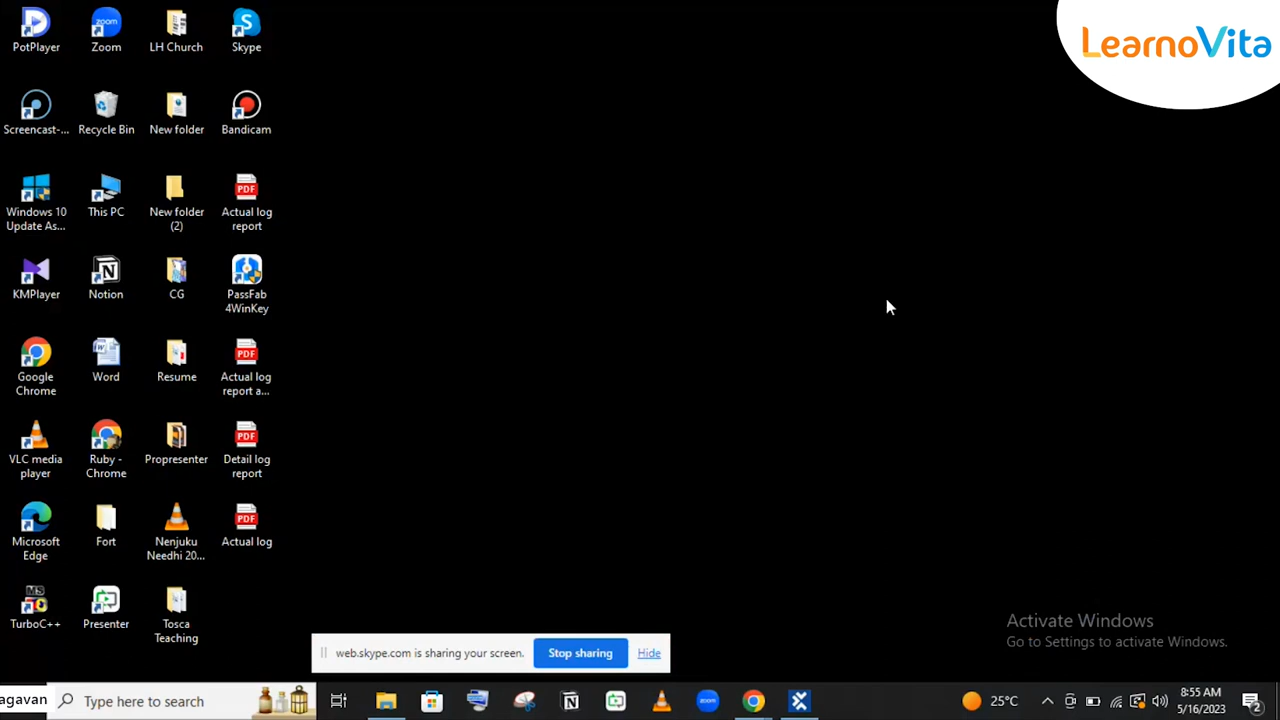 PotPlayer
Zoom
LH Church
Skype
LearnoVita
Screencast-...
Recycle Bin
New folder
Bandicam
Windows 10
Update As...
This PC
New folder
(2)
Actual log
report
KMPlayer
Notion
CG
PassFab
4WinKey
Google
Chrome
Word
Resume
Actual log
report a...
VLC media
player
Ruby -
Chrome
Propresenter
Detail log
report
Microsoft
Edge
Fort
Nenjuku
Needhi 20...
Actual log
TurboC++
Presenter
Tosca
Teaching
Activate Windows
Go to Settings to activate Windows.
web.skype.com is sharing your screen.
Stop sharing
Hide
agavan
Type here to search
25°C
8:55 AM
5/16/2023
2